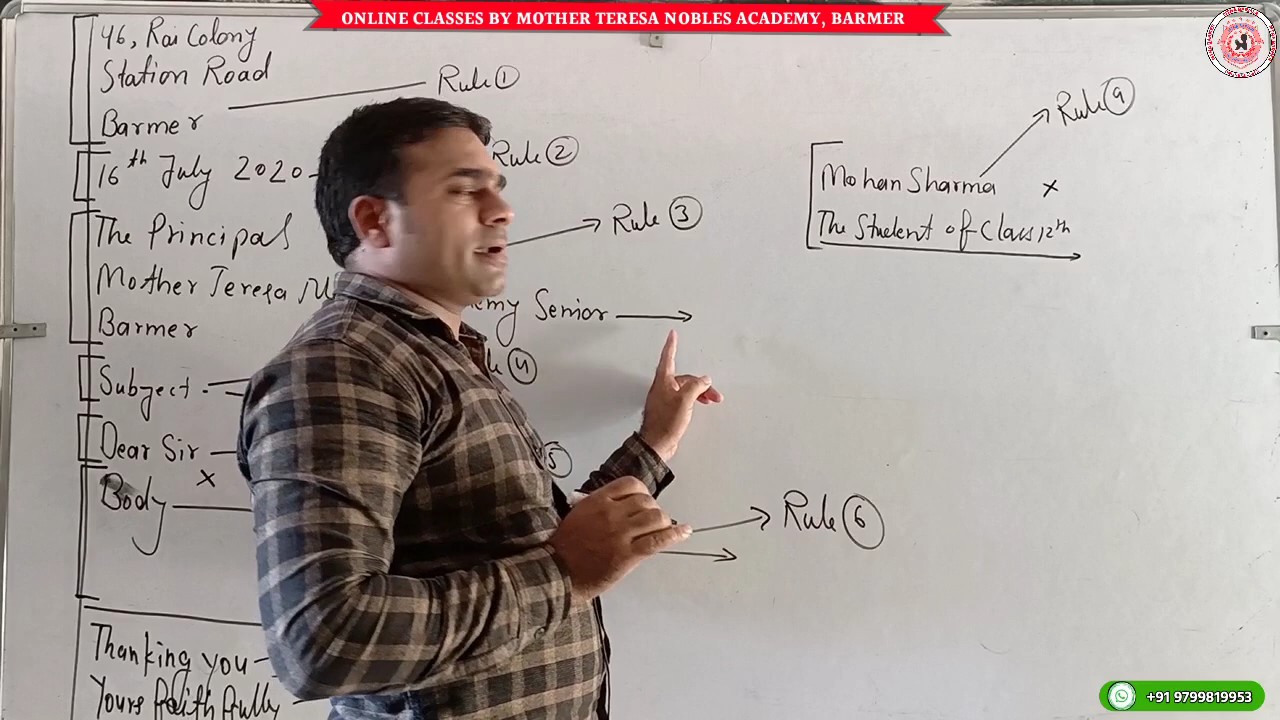 ONLINE CLASSES BY MOTHER TERESA NOBLES ACADEMY, BARMER
46, Rai Colony
Station Road
Rule 1
Barmer
16th July 2020
Rule 2
The Principal
Rule 3
Mother Teresa
Senior
Barmer
Subject
4
Dear Sir
5
Body x
Rule 6
Thanking you
Yours faithfully
Rule 9
Mohan Sharma x
The Student of Class 12th
+91 9799819953